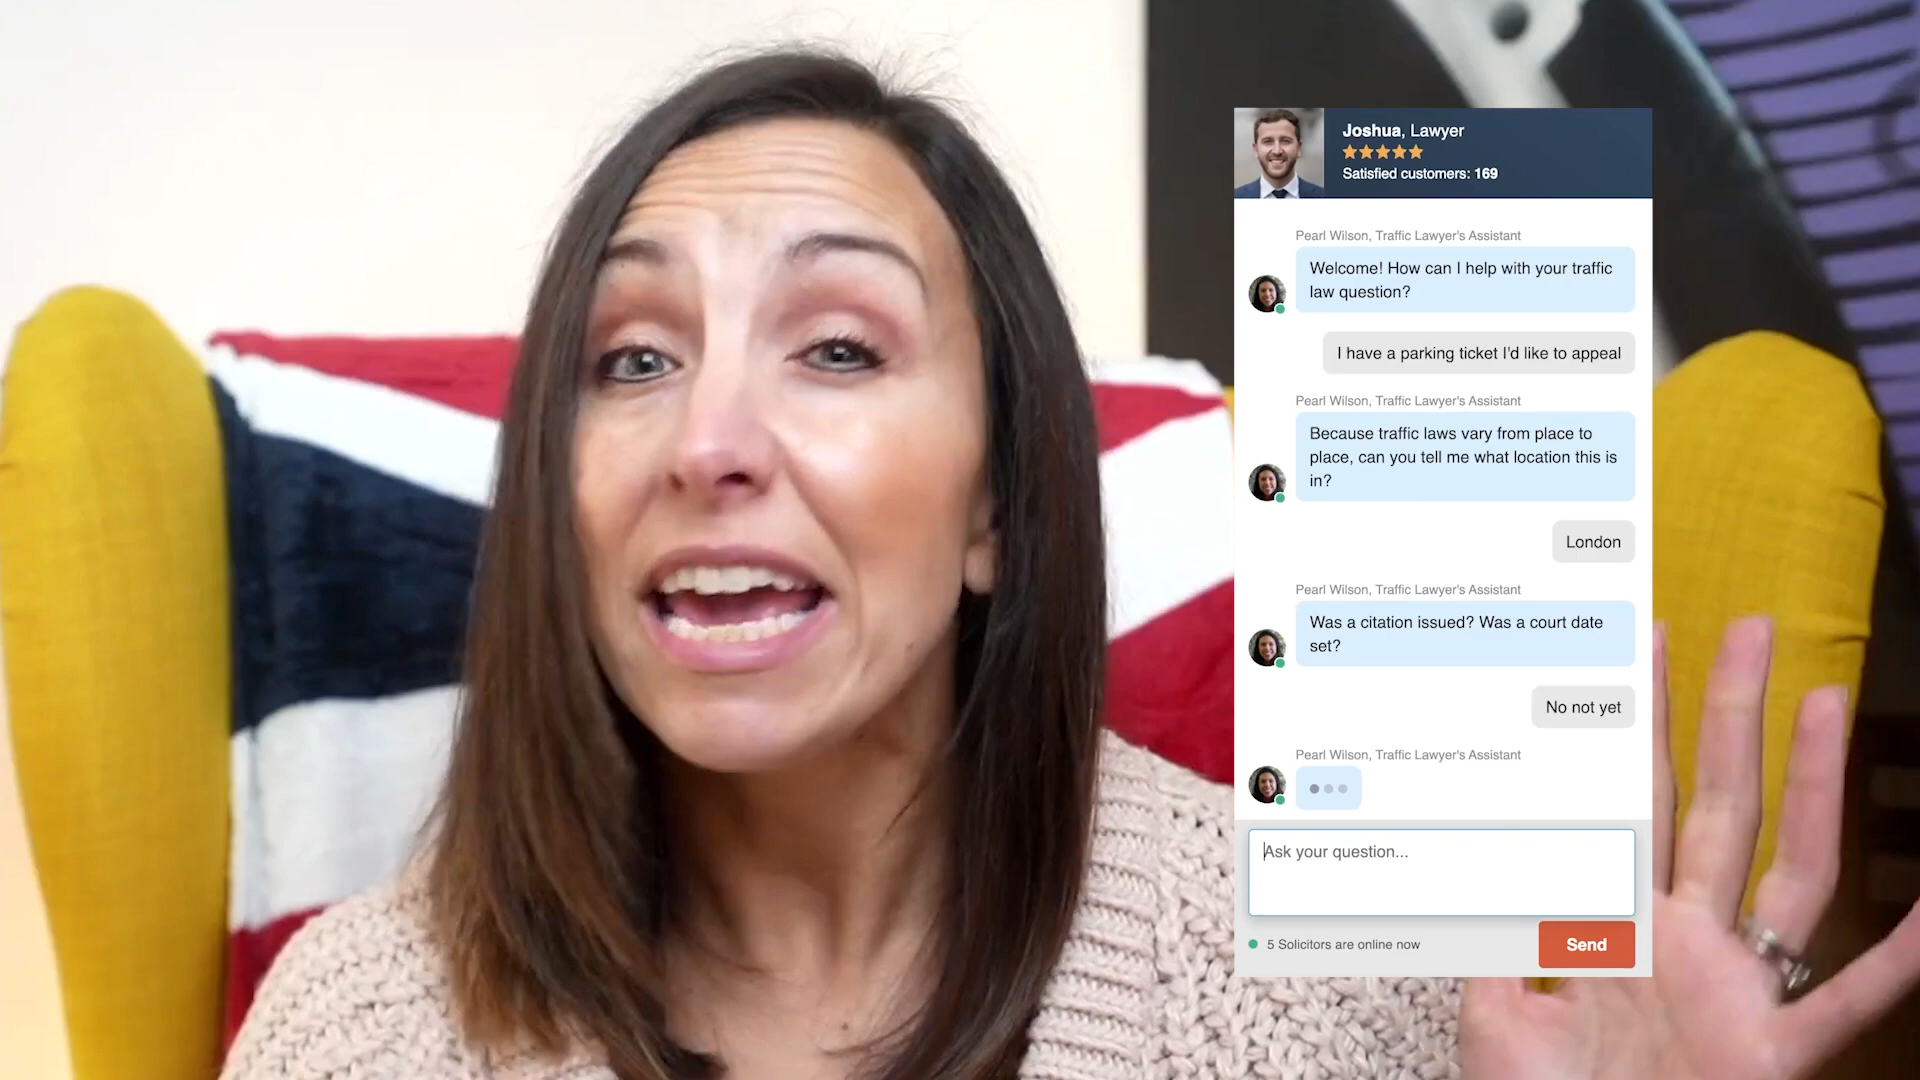 Joshua, Lawyer
Satisfied customers: 169
Pearl Wilson, Traffic Lawyer's Assistant
Welcome! How can I help with your traffic
law question?
I have a parking ticket I'd like to appeal
Pearl Wilson, Traffic Lawyer's Assistant
Because traffic laws vary from place to
place, can you tell me what location this is
in?
London
Pearl Wilson, Traffic Lawyer's Assistant
Was a citation issued? Was a court date
set?
No not yet
Pearl Wilson, Traffic Lawyer's Assistant
Ask your question...
5 Solicitors are online now
Send